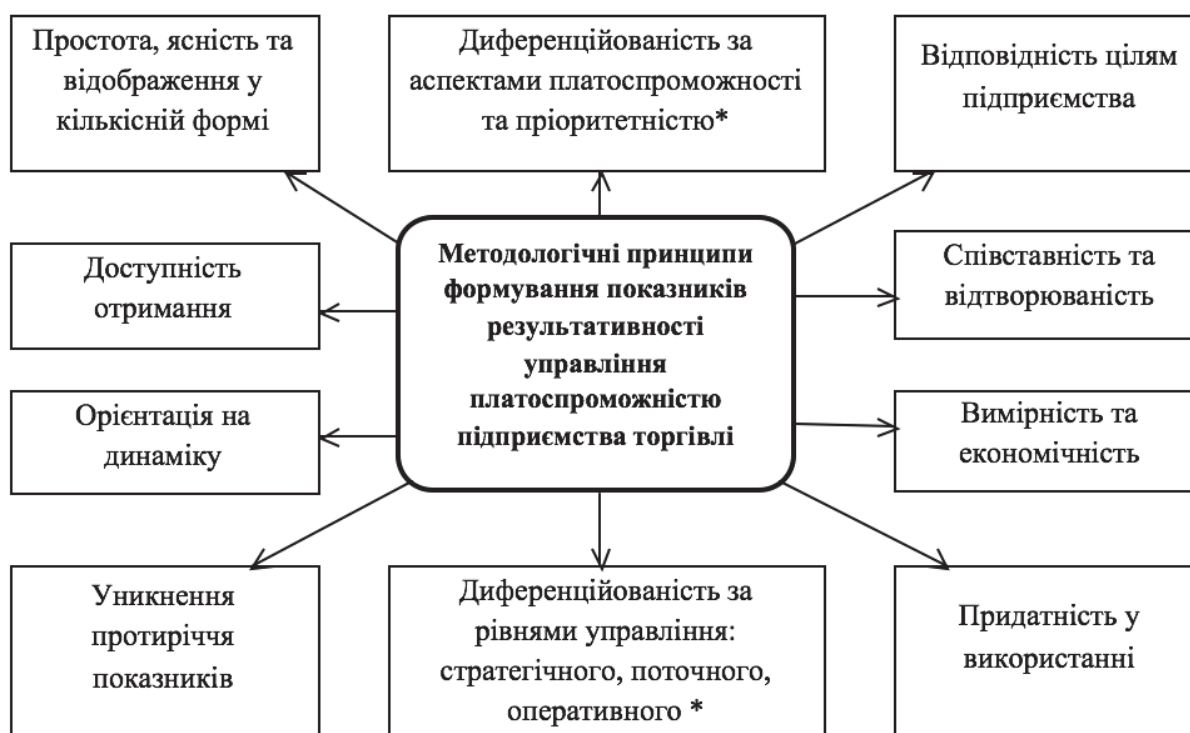 Простота, ясність та
відображення у
кількісній формі
Диференційованість за
аспектами платоспроможності
та пріоритетністю*
Відповідність цілям
підприємства
Доступність
отримання
Методологічні принципи
формування показників
результативності
управління
платоспроможністю
підприємства торгівлі
Співставність та
відтворюваність
Орієнтація на
динаміку
Вимірність та
економічність
Уникнення
протиріччя
показників
Диференційованість за
рівнями управління:
стратегічного, поточного,
оперативного *
Придатність у
використанні